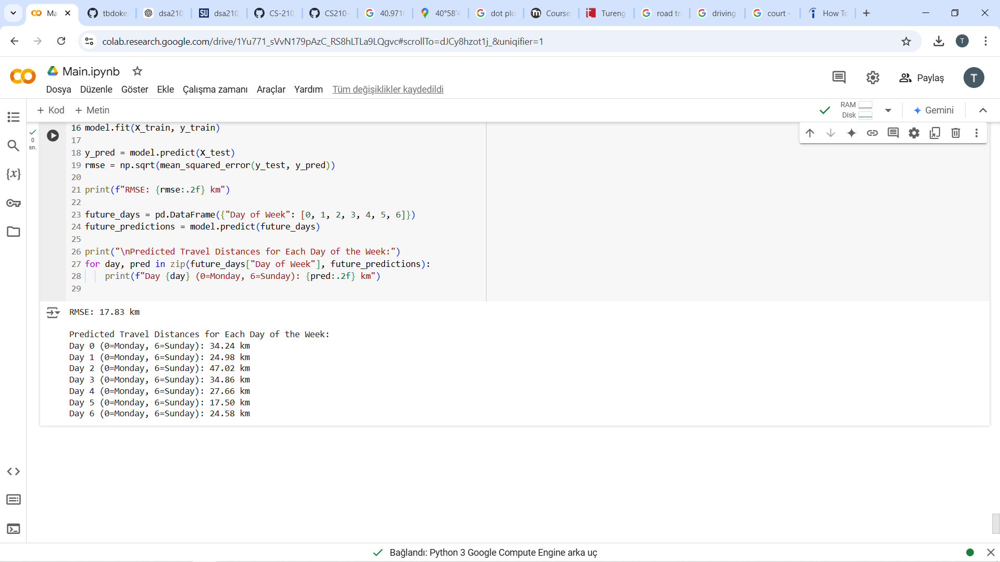 Ma
tbdoke
dsa210
SU dsa210
CS-210
CS210-
40.971
40°58'4
dot plo
Course
Tureng
road tri
driving
court -
How To
colab.research.google.com/drive/1Yu771_sVvN179pAzC_RS8hLTLa9LQgvc#scrollTo=dJCy8hzot1j_&uniqifier=1
T
Main.ipynb
Dosya Düzenle Göster Ekle Çalışma zamanı Araçlar Yardım Tüm değişiklikler kaydedildi
Paylaş
T
+ Kod + Metin
RAM
Disk
Gemini
0
sn.
16 model.fit(X_train, y_train)
17
18 y_pred = model.predict(X_test)
19 rmse = np.sqrt(mean_squared_error(y_test, y_pred))
20
21 print(f"RMSE: {rmse:.2f} km")
22
23 future_days = pd.DataFrame({"Day of Week": [0, 1, 2, 3, 4, 5, 6]})
24 future_predictions = model.predict(future_days)
25
26 print("\nPredicted Travel Distances for Each Day of the Week:")
27 for day, pred in zip(future_days["Day of Week"], future_predictions):
28 print(f"Day {day} (0=Monday, 6=Sunday): {pred:.2f} km")
29
RMSE: 17.83 km
Predicted Travel Distances for Each Day of the Week:
Day 0 (0=Monday, 6=Sunday): 34.24 km
Day 1 (0=Monday, 6=Sunday): 24.98 km
Day 2 (0=Monday, 6=Sunday): 47.02 km
Day 3 (0=Monday, 6=Sunday): 34.86 km
Day 4 (0=Monday, 6=Sunday): 27.66 km
Day 5 (0=Monday, 6=Sunday): 17.50 km
Day 6 (0=Monday, 6=Sunday): 24.58 km
Bağlandı: Python 3 Google Compute Engine arka uç